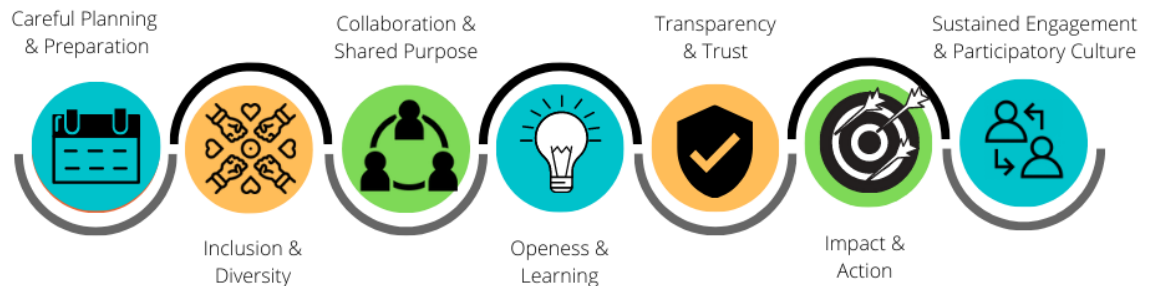 Careful Planning
& Preparation
Inclusion &
Diversity
Collaboration &
Shared Purpose
Openess &
Learning
Transparency
& Trust
Impact &
Action
Sustained Engagement
& Participatory Culture